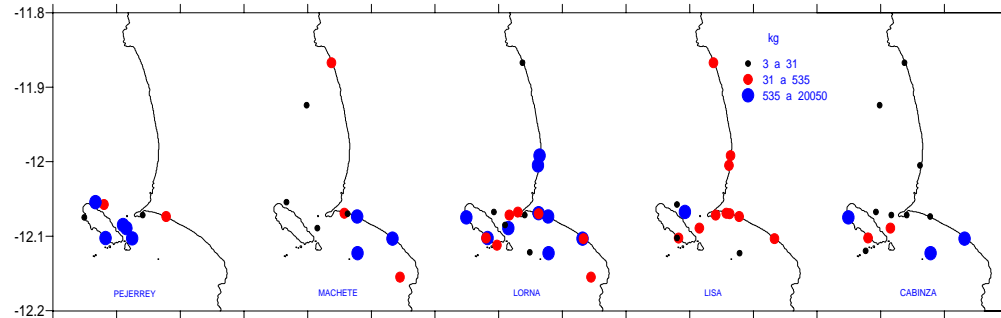 -11.8
-11.9
-12
-12.1
-12.2
kg
3 a 31
31 a 535
535 a 20050
PEJERREY
MACHETE
LORNA
LISA
CABINZA